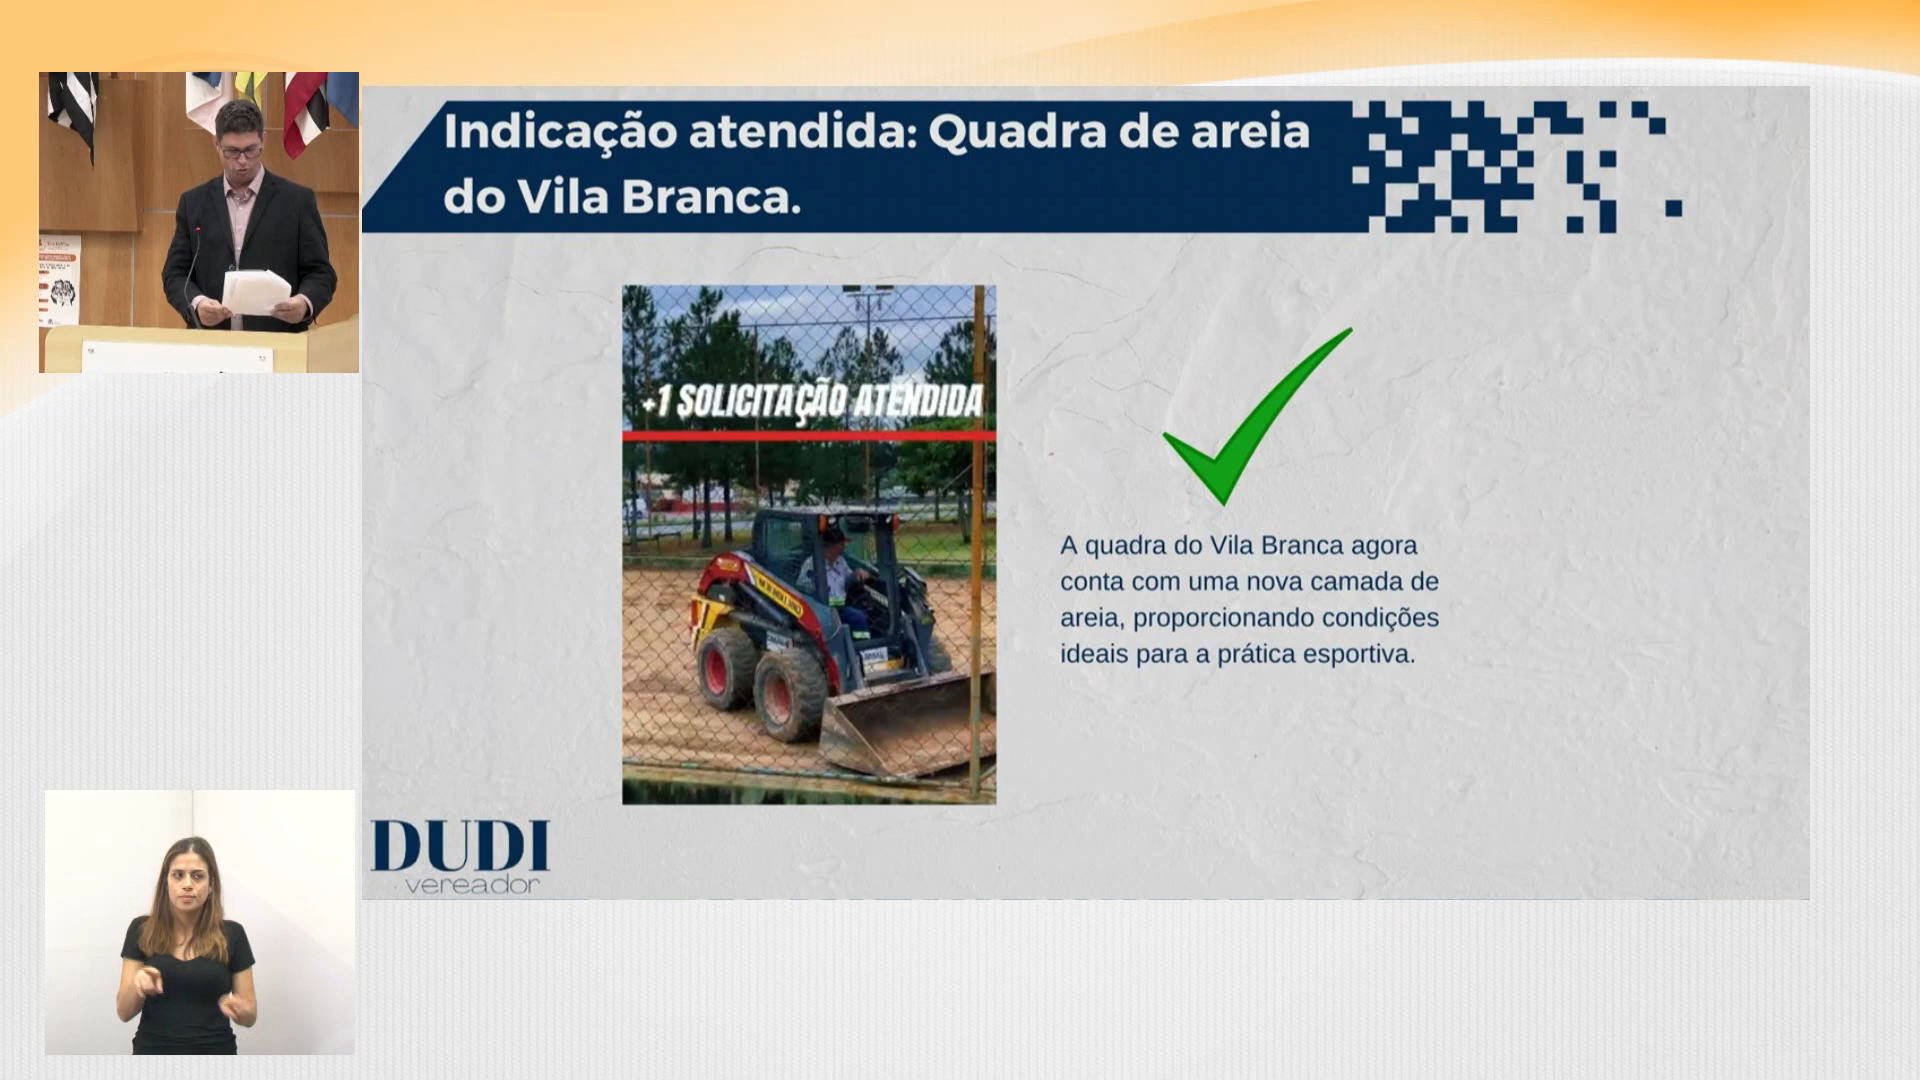 Indicação atendida: Quadra de areia
do Vila Branca.
+1 SOLICITAÇÃO ATENDIDA
A quadra do Vila Branca agora
conta com uma nova camada de
areia, proporcionando condições
ideais para a prática esportiva.
DUDI
vereador